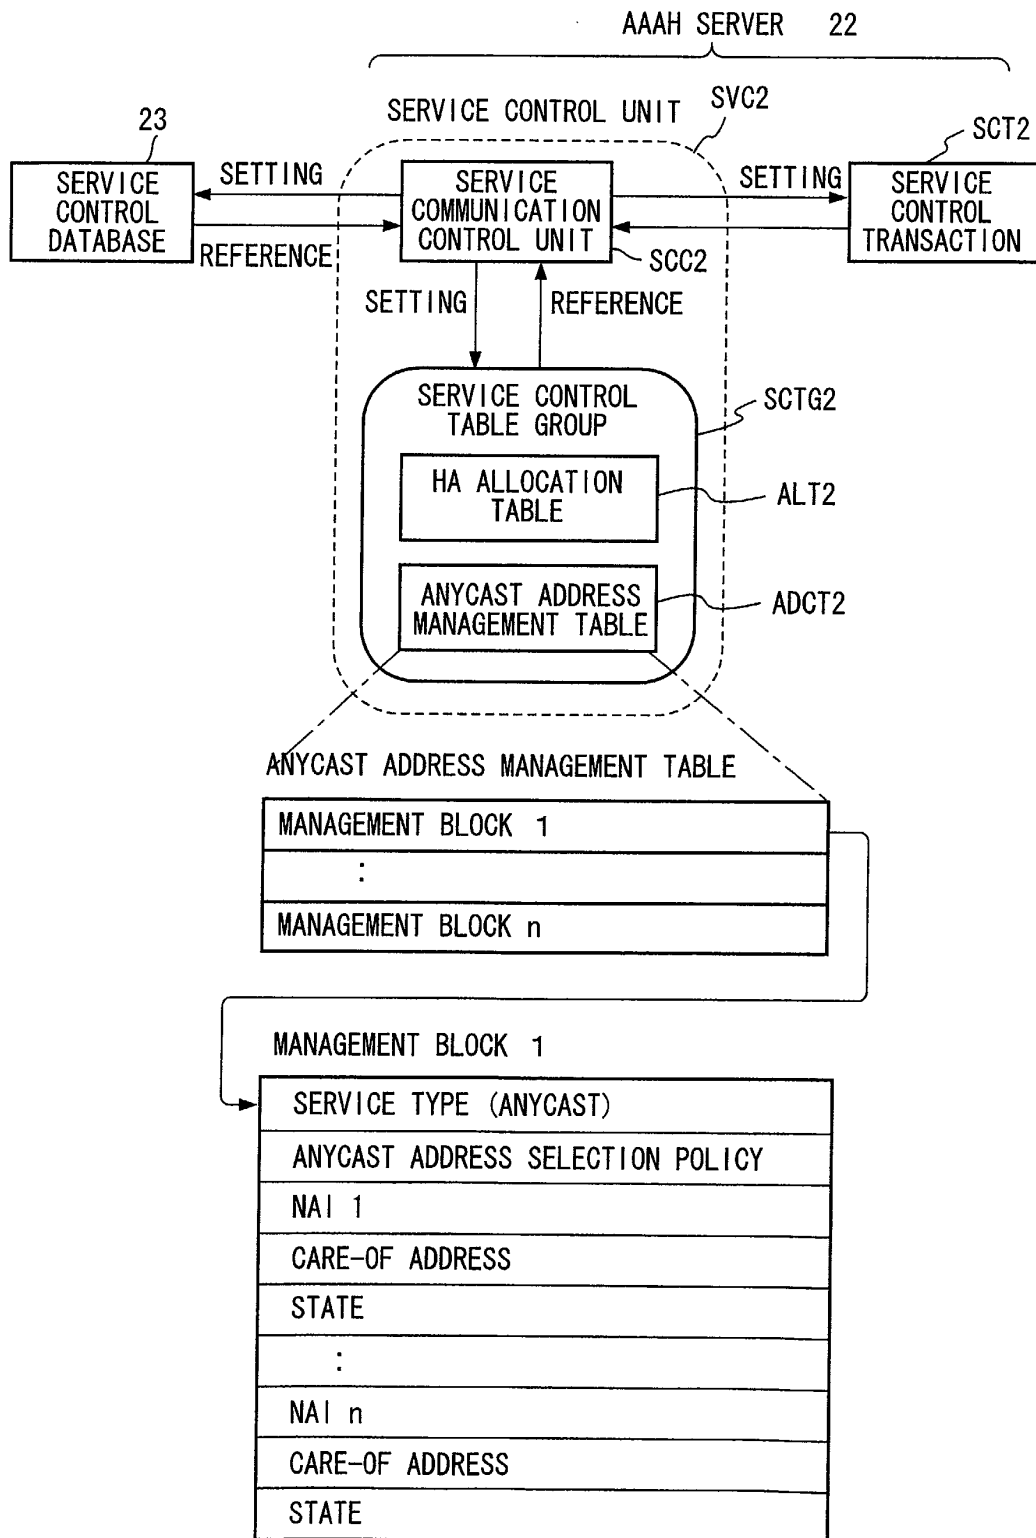 AAAH SERVER 22
SERVICE CONTROL UNIT
SVC2
23
SCT2
SERVICE
CONTROL
DATABASE
SETTING
REFERENCE
SERVICE
COMMUNICATION
CONTROL UNIT
SCC2
SETTING
SERVICE
CONTROL
TRANSACTION
SETTING
REFERENCE
SERVICE CONTROL
TABLE GROUP
SCTG2
HA ALLOCATION
TABLE
ALT2
ANYCAST ADDRESS
MANAGEMENT TABLE
ADCT2
ANYCAST ADDRESS MANAGEMENT TABLE
MANAGEMENT BLOCK 1
:
MANAGEMENT BLOCK n
MANAGEMENT BLOCK 1
SERVICE TYPE (ANYCAST)
ANYCAST ADDRESS SELECTION POLICY
NAI 1
CARE-OF ADDRESS
STATE
:
NAI n
CARE-OF ADDRESS
STATE